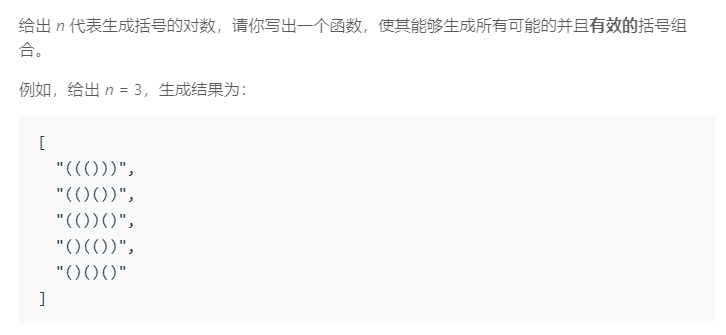 给出 n 代表生成括号的对数，请你写出一个函数，使其能够生成所有可能的并且有效的括号组
合。
例如，给出 n = 3，生成结果为：
[
"((()))",
"(()())",
"(())()",
"()(())",
"()()()"
]